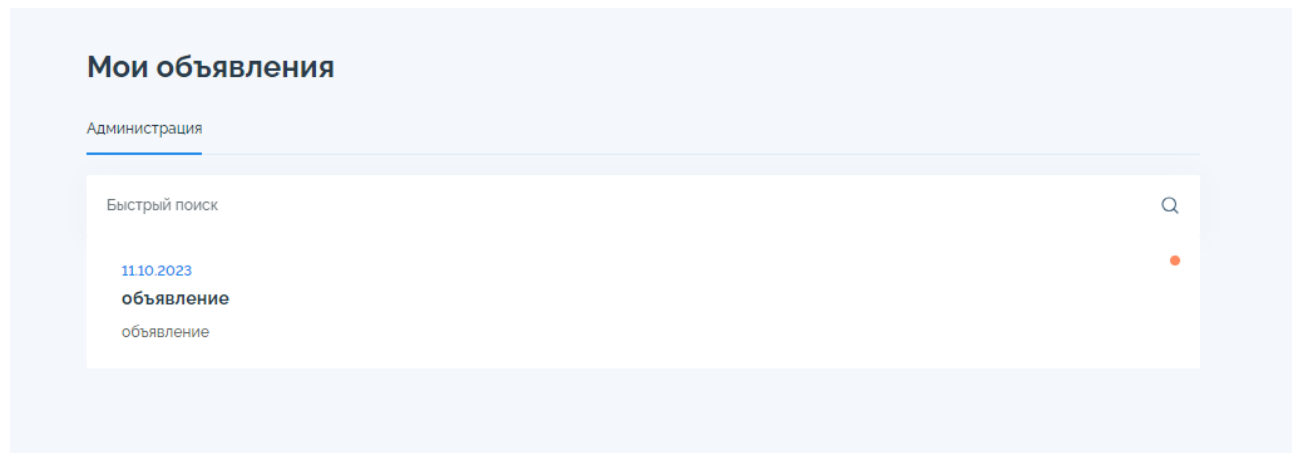 Мои объявления
Администрация
Быстрый поиск
11.10.2023
объявление
объявление